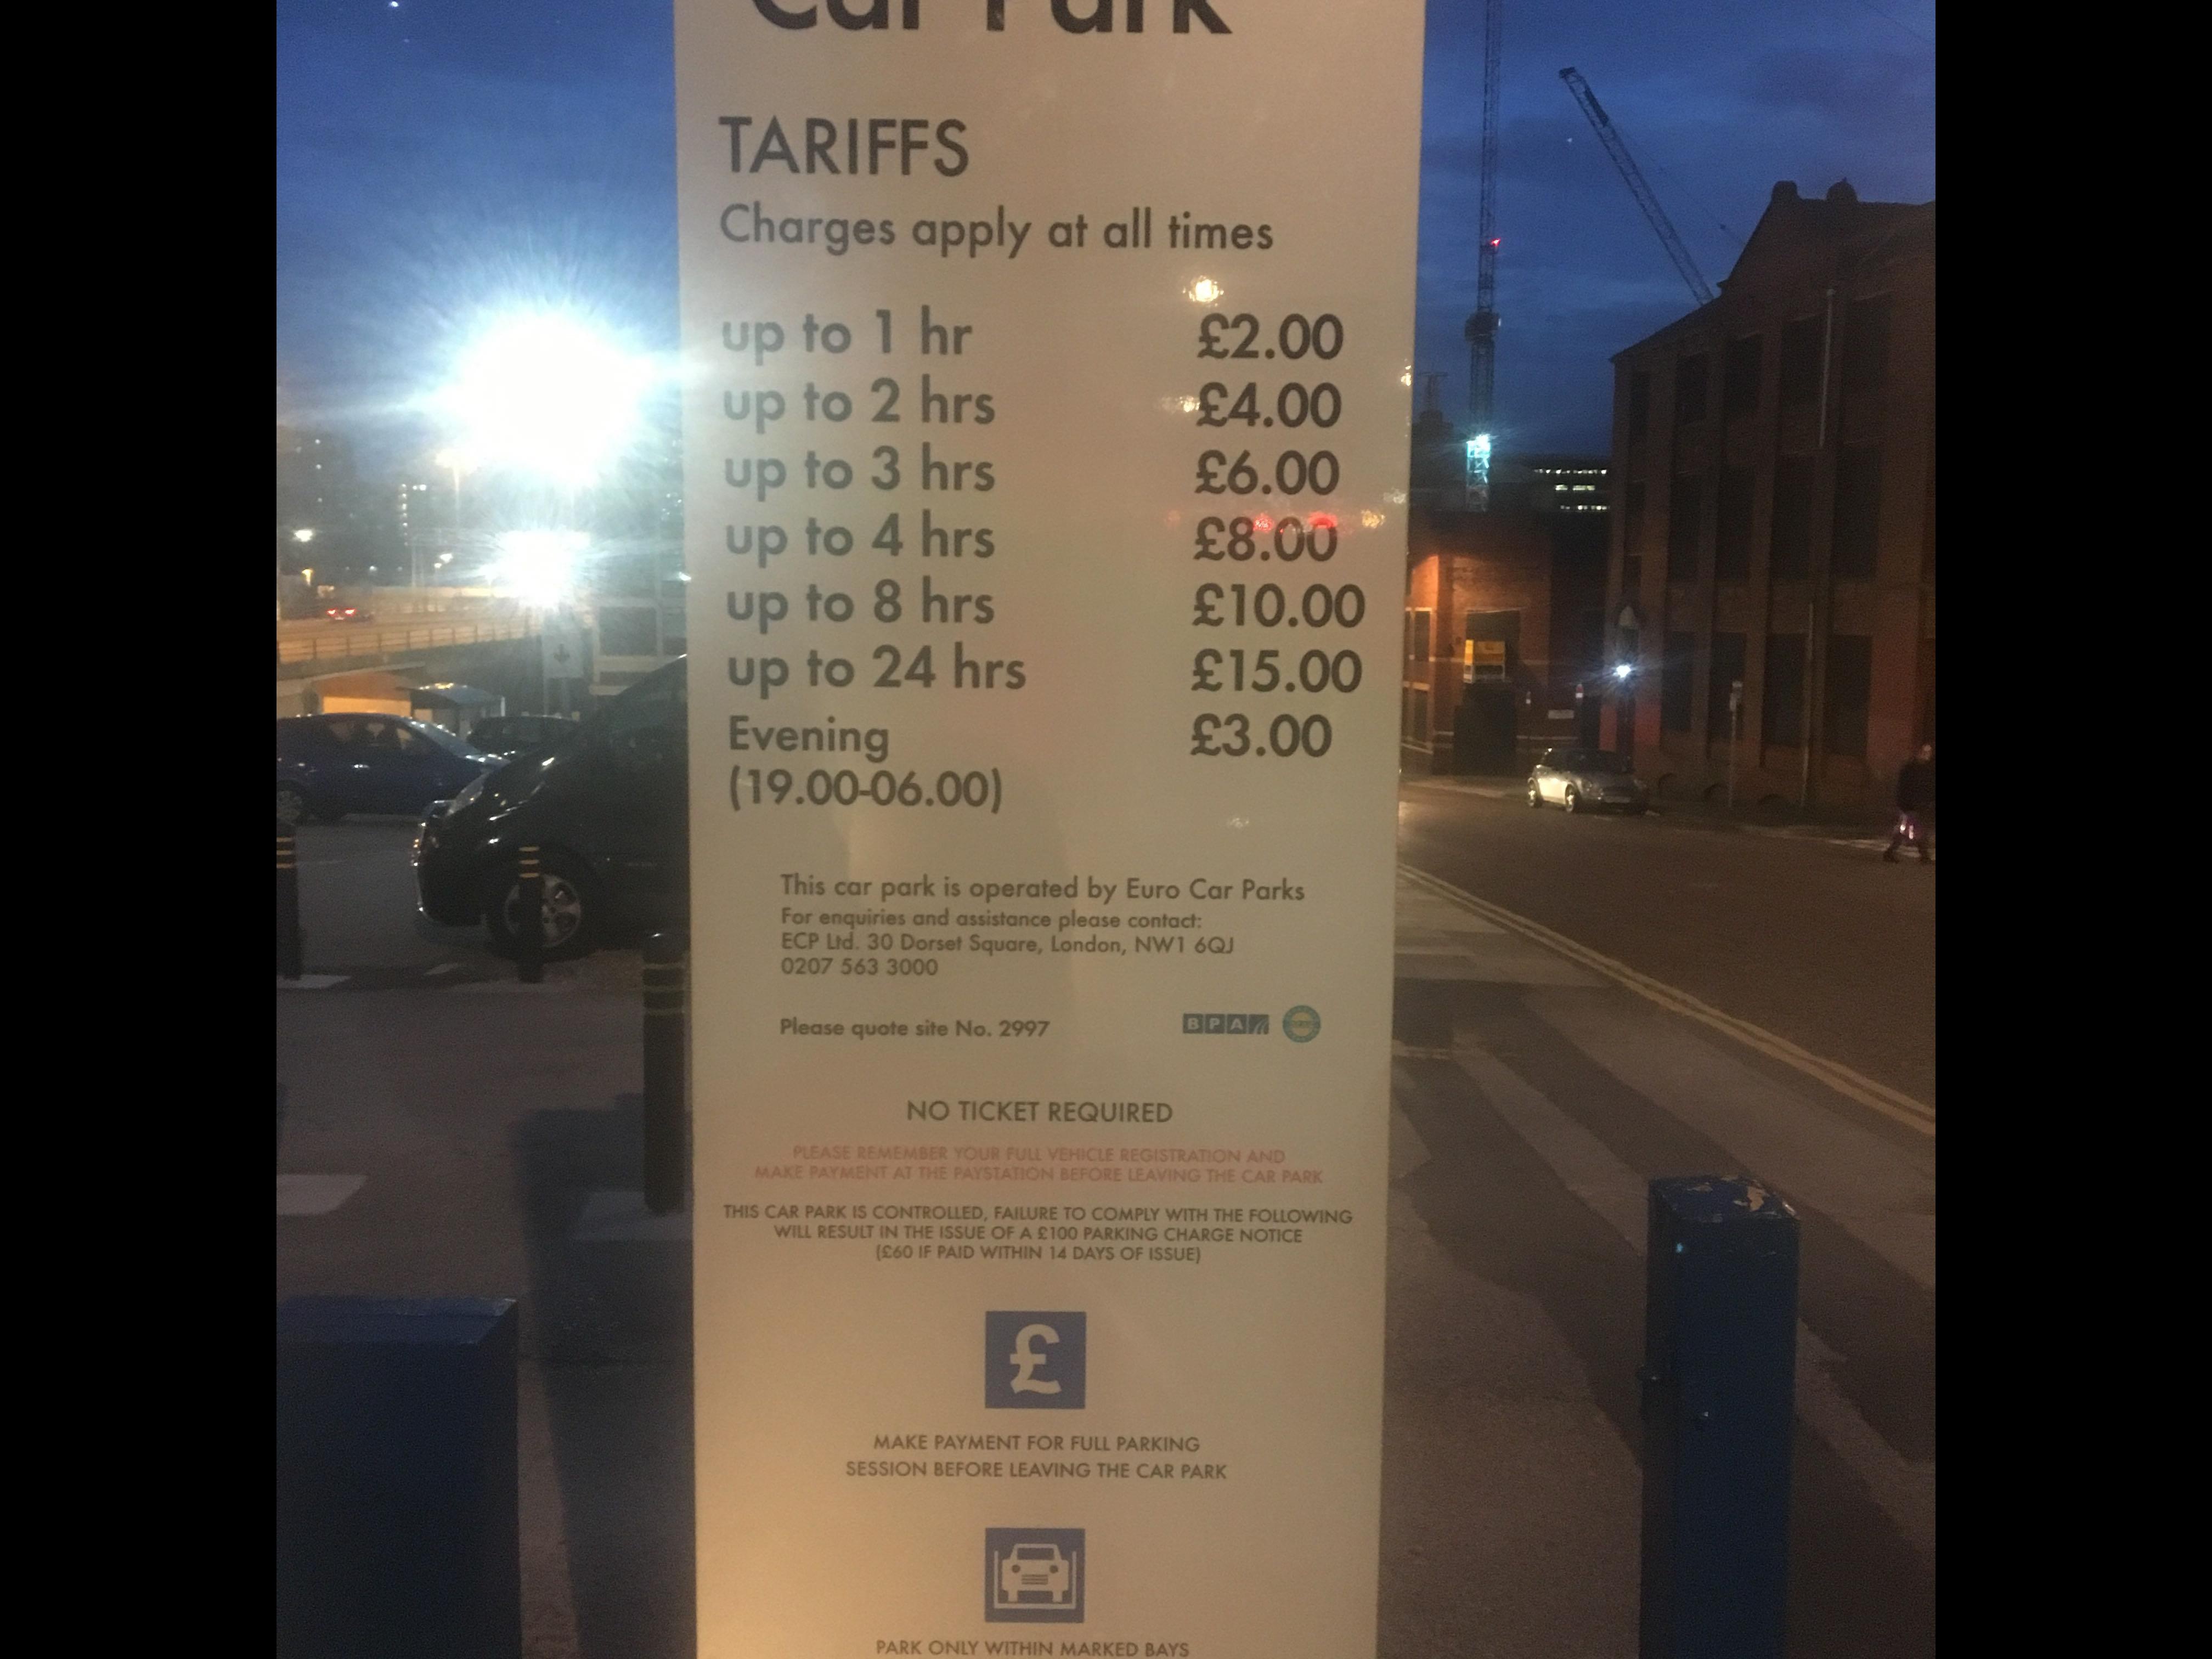 Car Park
TARIFFS
Charges apply at all times
up to 1 hr £2.00
up to 2 hrs £4.00
up to 3 hrs £6.00
up to 4 hrs £8.00
up to 8 hrs £10.00
up to 24 hrs £15.00
Evening £3.00
(19.00-06.00)
This car park is operated by Euro Car Parks
For enquiries and assistance please contact:
ECP Ltd. 30 Dorset Square, London, NW1 6QJ
0207 563 3000
Please quote site No. 2997 BPA
NO TICKET REQUIRED
PLEASE REMEMBER YOUR FULL VEHICLE REGISTRATION AND
MAKE PAYMENT AT THE PAYSTATION BEFORE LEAVING THE CAR PARK
THIS CAR PARK IS CONTROLLED, FAILURE TO COMPLY WITH THE FOLLOWING
WILL RESULT IN THE ISSUE OF A £100 PARKING CHARGE NOTICE
(£60 IF PAID WITHIN 14 DAYS OF ISSUE)
£
MAKE PAYMENT FOR FULL PARKING
SESSION BEFORE LEAVING THE CAR PARK
PARK ONLY WITHIN MARKED BAYS